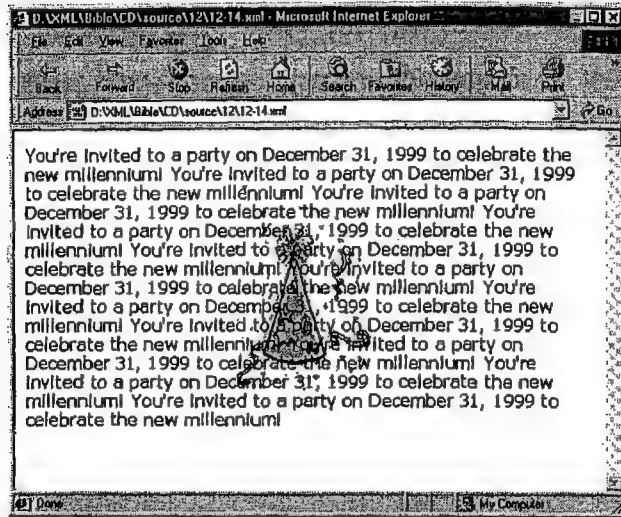 D:\XML\Bible\CD\source\12\12-14.xml - Microsoft Internet Explorer
File Edit View Favorites Tools Help
Back Forward Stop Refresh Home Search Favorites History Mail Print
Address D:\XML\Bible\CD\source\12\12-14.xml Go
You're invited to a party on December 31, 1999 to celebrate the
new millennium! You're invited to a party on December 31, 1999
to celebrate the new millennium! You're invited to a party on
December 31, 1999 to celebrate the new millennium! You're
invited to a party on December 31, 1999 to celebrate the new
millennium! You're invited to a party on December 31, 1999 to
celebrate the new millennium! You're invited to a party on
December 31, 1999 to celebrate the new millennium! You're
invited to a party on December 31, 1999 to celebrate the new
millennium! You're invited to a party on December 31, 1999 to
celebrate the new millennium! You're invited to a party on
December 31, 1999 to celebrate the new millennium! You're
invited to a party on December 31, 1999 to celebrate the new
millennium! You're invited to a party on December 31, 1999 to
celebrate the new millennium!
Done My Computer